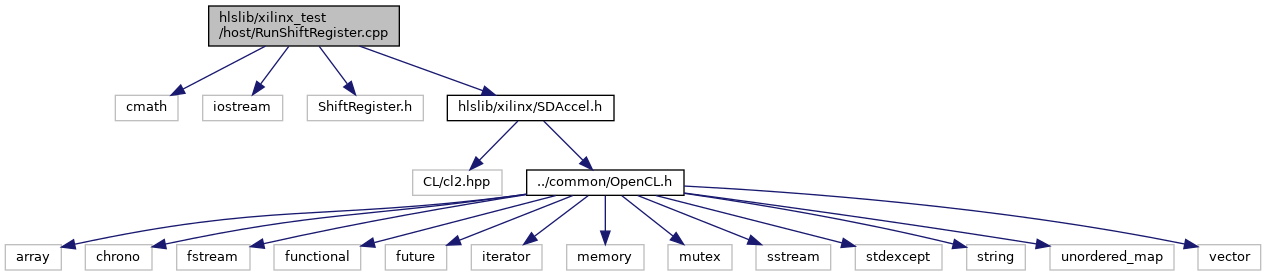 hlslib/xilinx_test
/host/RunShiftRegister.cpp
cmath
iostream
ShiftRegister.h
hlslib/xilinx/SDAccel.h
CL/cl2.hpp
../common/OpenCL.h
array
chrono
fstream
functional
future
iterator
memory
mutex
sstream
stdexcept
string
unordered_map
vector